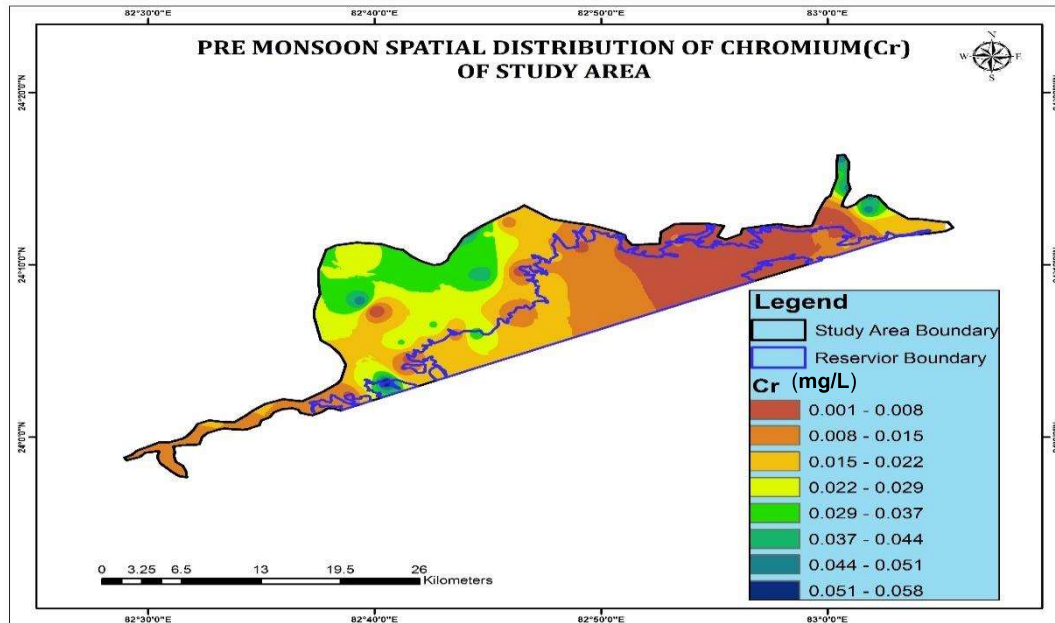 82°30'0"E 82°40'0"E 82°50'0"E 83°0'0"E
PRE MONSOON SPATIAL DISTRIBUTION OF CHROMIUM(Cr)
OF STUDY AREA
N
W E
S
24°20'0"N
24°10'0"N
24°0'0"N
Legend
Study Area Boundary
Reservior Boundary
Cr (mg/L)
0.001 - 0.008
0.008 - 0.015
0.015 - 0.022
0.022 - 0.029
0.029 - 0.037
0.037 - 0.044
0.044 - 0.051
0.051 - 0.058
0 3.25 6.5 13 19.5 26
Kilometers
82°30'0"E 82°40'0"E 82°50'0"E 83°0'0"E